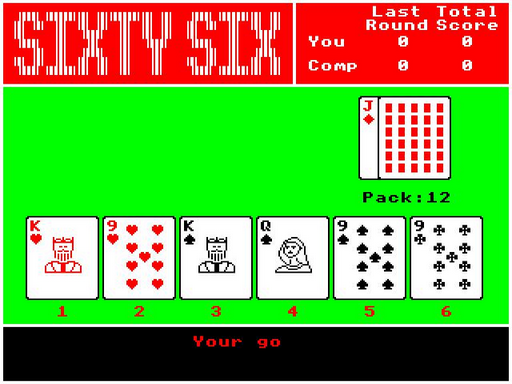 SIXTY SIX
Last Total
Round Score
You 0 0
Comp 0 0
J
Pack:12
K 9 K Q 9 9
1 2 3 4 5 6
Your go